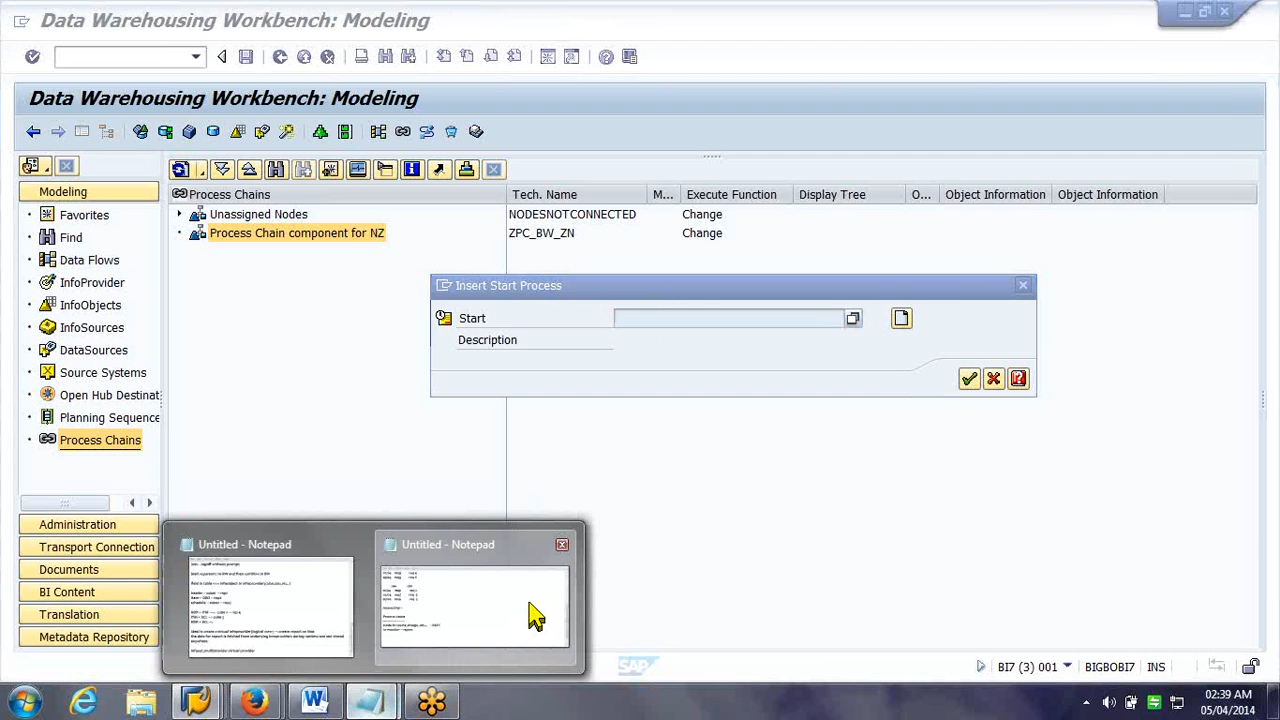 Data Warehousing Workbench: Modeling
Data Warehousing Workbench: Modeling
Modeling
Favorites
Find
Data Flows
InfoProvider
InfoObjects
InfoSources
DataSources
Source Systems
Open Hub Destinat
Planning Sequence
Process Chains
Administration
Transport Connection
Documents
BI Content
Translation
Metadata Repository
Process Chains Tech. Name M... Execute Function Display Tree O... Object Information Object Information
Unassigned Nodes NODESNOTCONNECTED Change
Process Chain component for NZ ZPC_BW_ZN Change
Insert Start Process
Start
Description
Untitled - Notepad
Untitled - Notepad
SAP
BI7 (3) 001 BIGBOBI7 INS
02:39 AM
05/04/2014